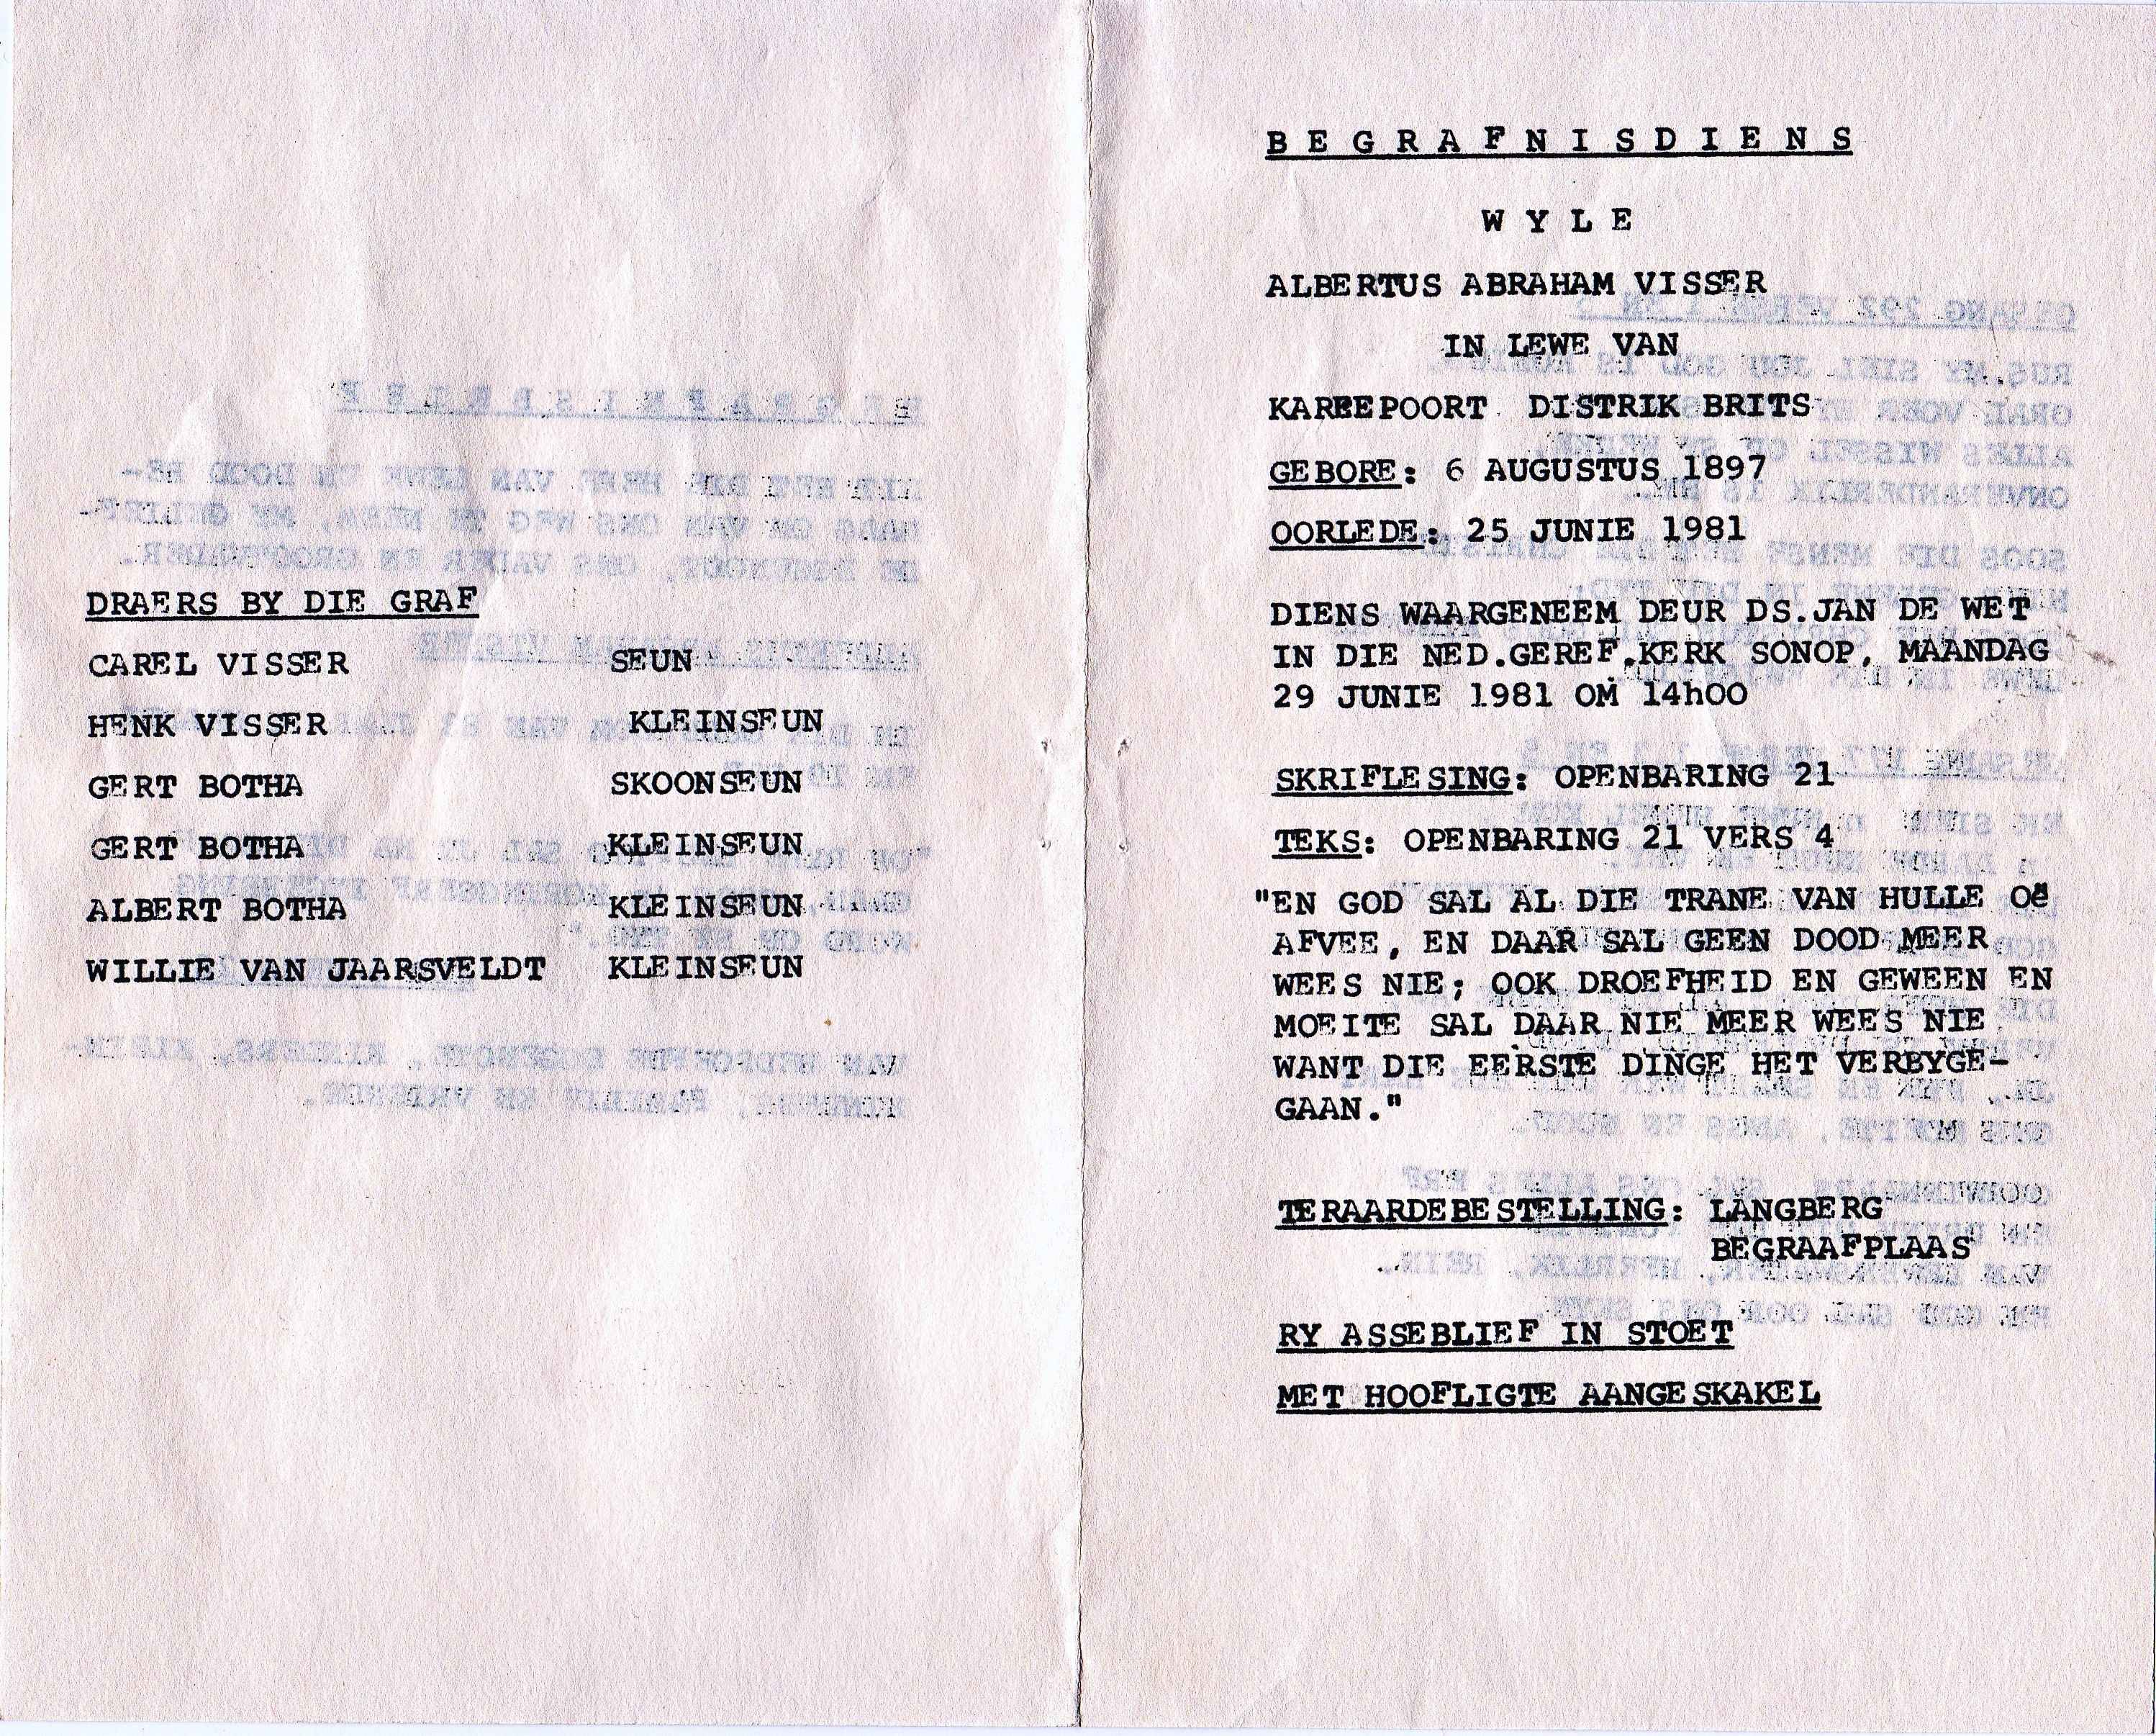 DRAERS BY DIE GRAF
CAREL VISSER SEUN
HENK VISSER KLEINSEUN
GERT BOTHA SKOONSEUN
GERT BOTHA KLEINSEUN
ALBERT BOTHA KLEINSEUN
WILLIE VAN JAARSVELDT KLEINSEUN
BEGRAFNISDIENS
WYLE
ALBERTUS ABRAHAM VISSER
IN LEWE VAN
KAREEPOORT DISTRIK BRITS
GEBORE: 6 AUGUSTUS 1897
OORLEDE: 25 JUNIE 1981
DIENS WAARGENEEM DEUR DS.JAN DE WET
IN DIE NED.GEREF.KERK SONOP, MAANDAG
29 JUNIE 1981 OM 14h00
SKRIFLESING: OPENBARING 21
TEKS: OPENBARING 21 VERS 4
"EN GOD SAL AL DIE TRANE VAN HULLE Oë
AFVEE, EN DAAR SAL GEEN DOOD MEER
WEES NIE; OOK DROEFHEID EN GEWEEN EN
MOEITE SAL DAAR NIE MEER WEES NIE
WANT DIE EERSTE DINGE HET VERBYGE-
GAAN."
TERAARDEBESTELLING: LANGBERG
BEGRAAFPLAAS
RY ASSEBLIEF IN STOET
MET HOOFLIGTE AANGESKAKEL